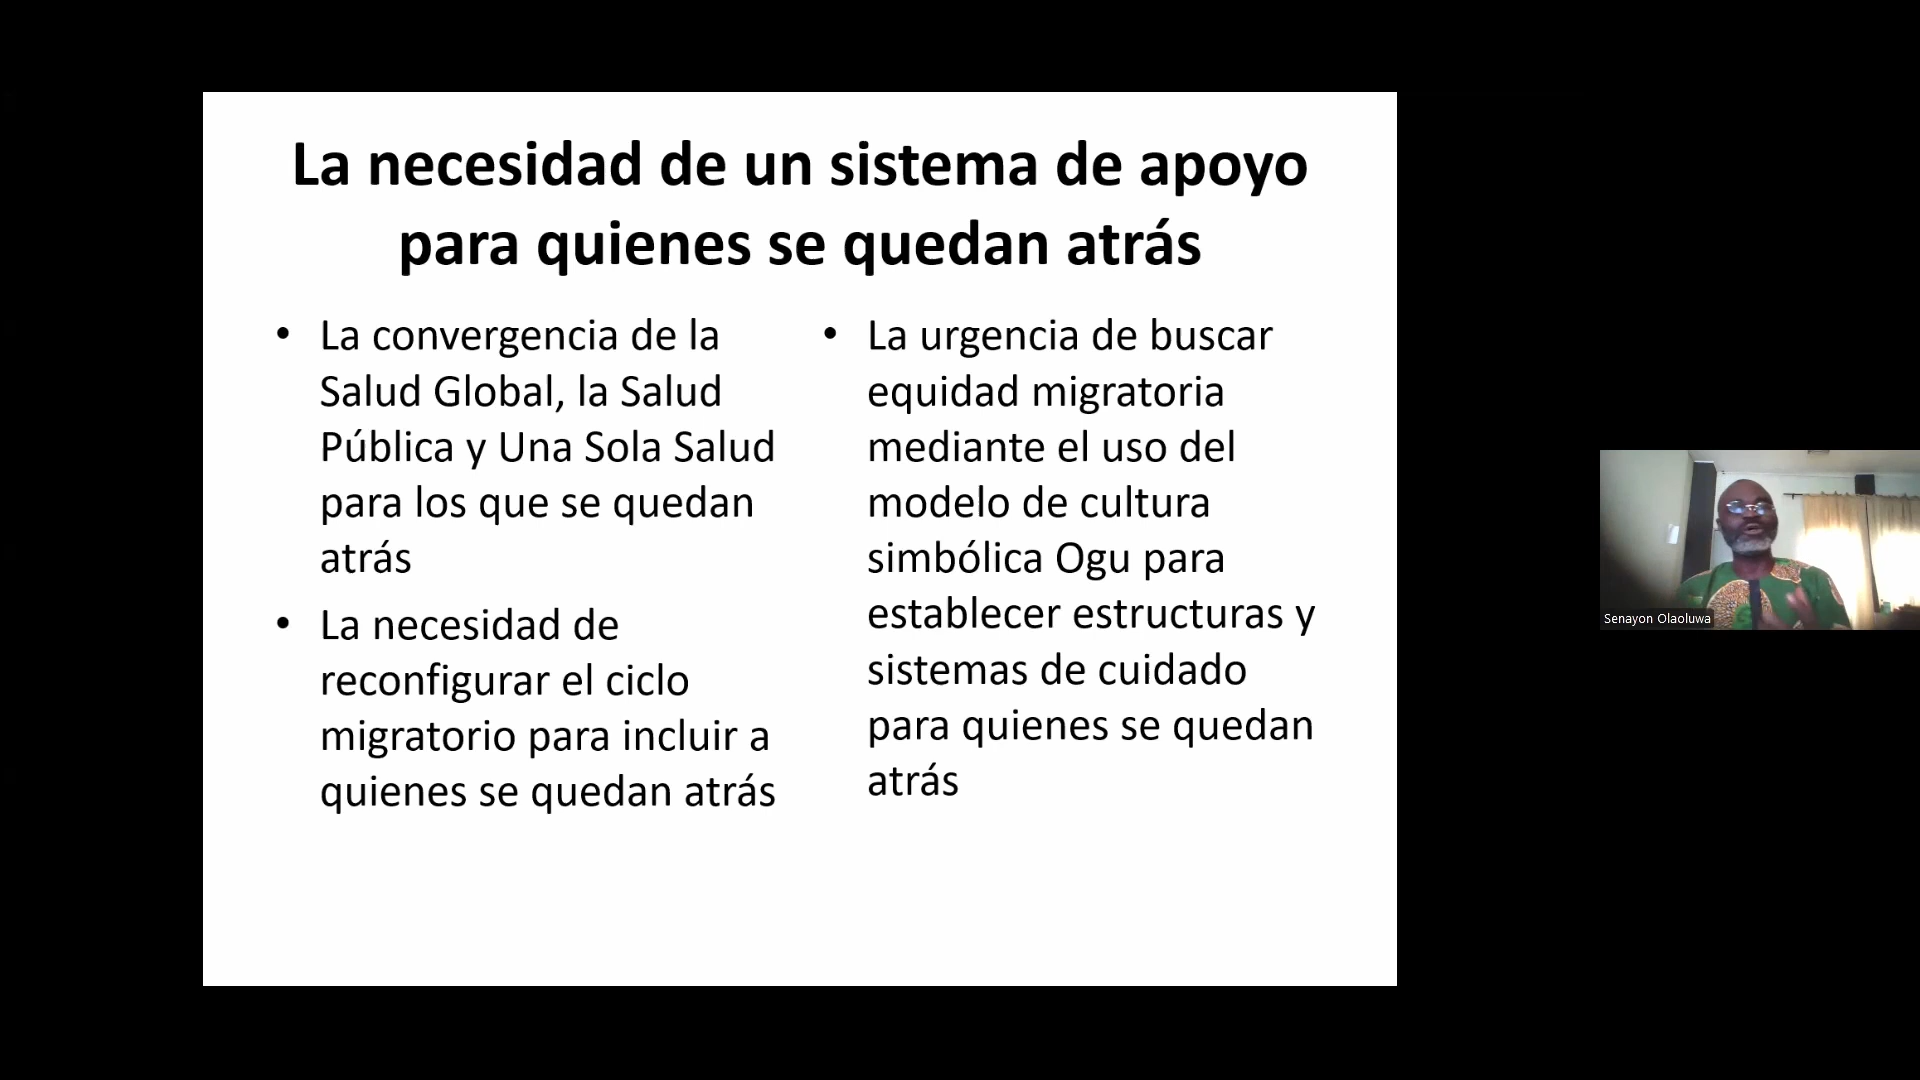 La necesidad de un sistema de apoyo
para quienes se quedan atrás
• La convergencia de la
Salud Global, la Salud
Pública y Una Sola Salud
para los que se quedan
atrás
• La necesidad de
reconfigurar el ciclo
migratorio para incluir a
quienes se quedan atrás
• La urgencia de buscar
equidad migratoria
mediante el uso del
modelo de cultura
simbólica Ogu para
establecer estructuras y
sistemas de cuidado
para quienes se quedan
atrás
Senayon Olaoluwa